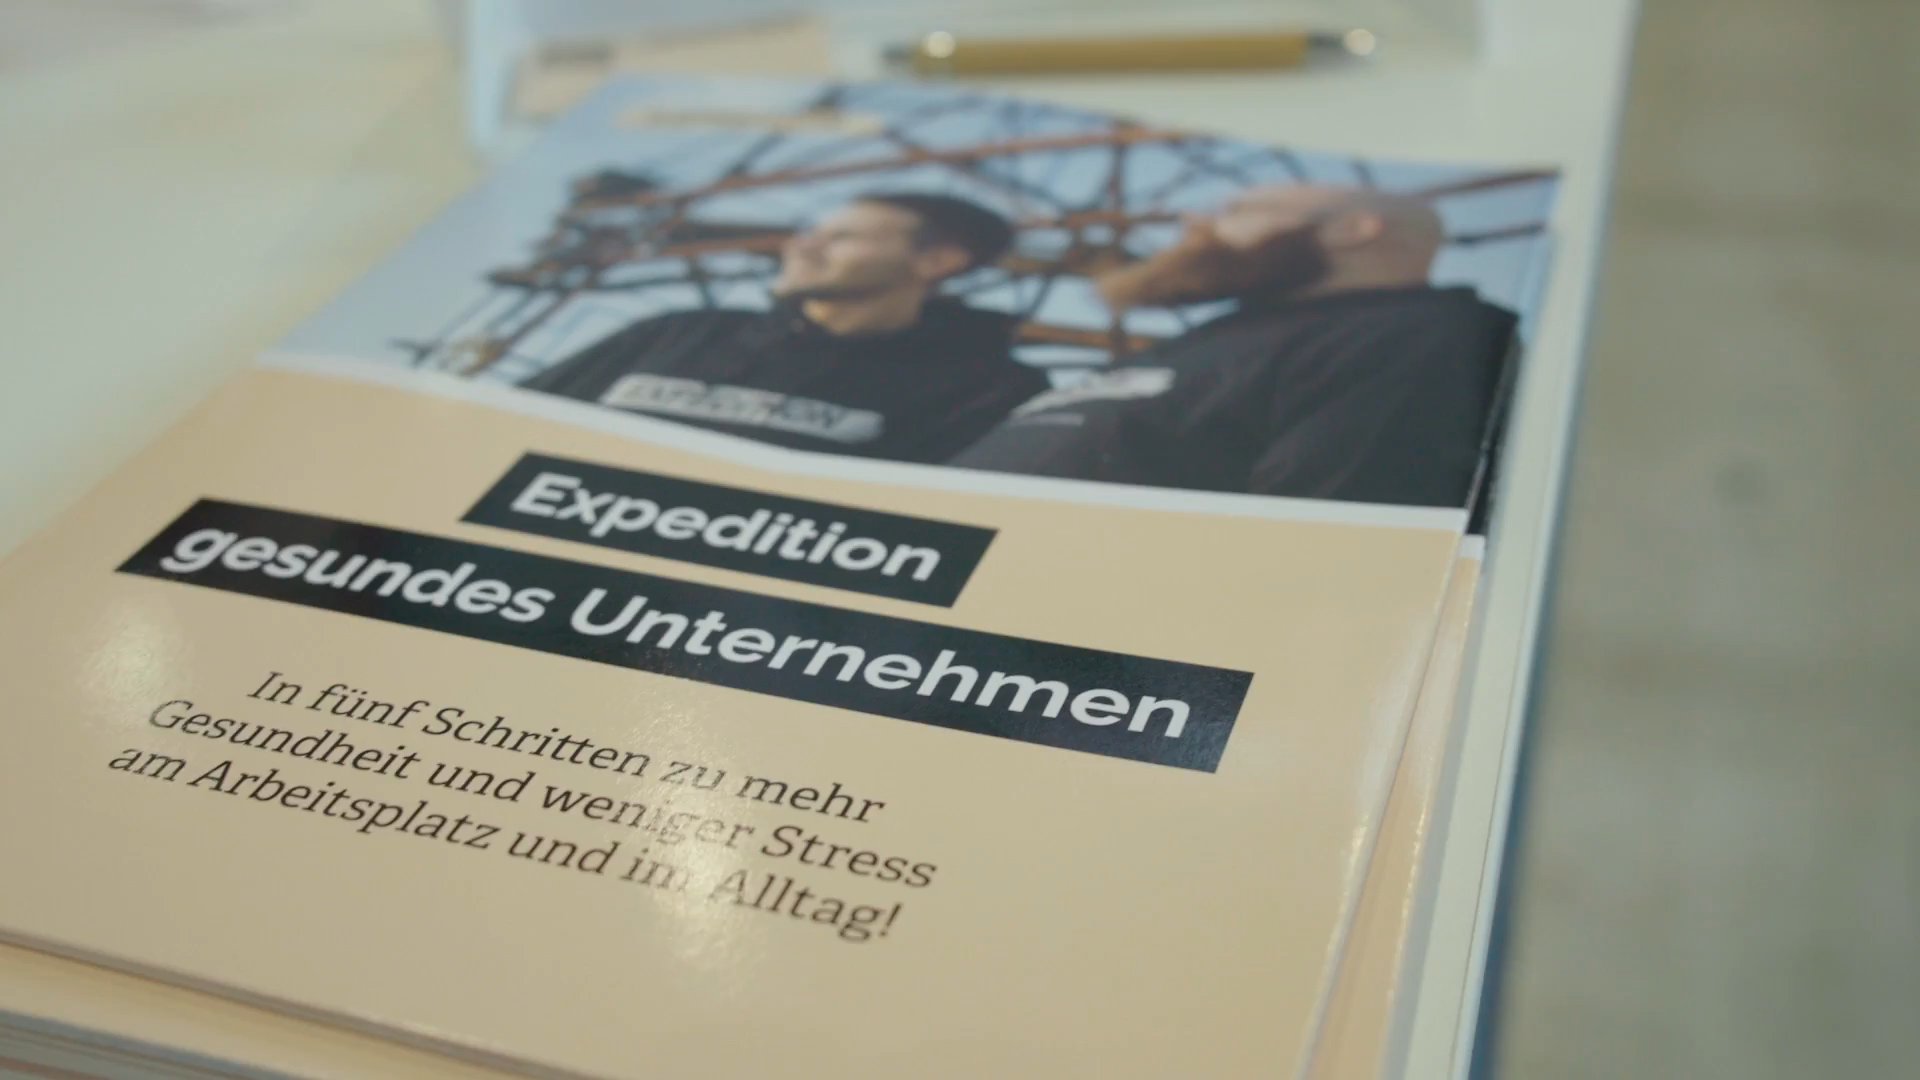 Expedition
gesundes Unternehmen
In fünf Schritten zu mehr
Gesundheit und weniger Stress
am Arbeitsplatz und im Alltag!